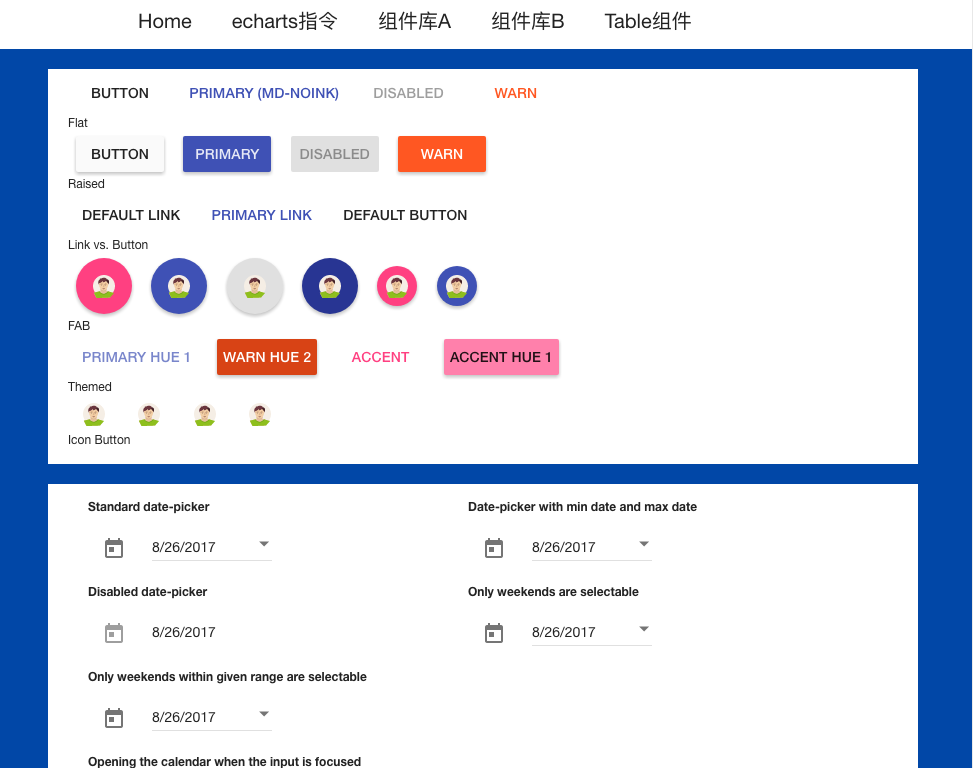 Home echarts指令 组件库A 组件库B Table组件
BUTTON PRIMARY (MD-NOINK) DISABLED WARN
Flat
BUTTON PRIMARY DISABLED WARN
Raised
DEFAULT LINK PRIMARY LINK DEFAULT BUTTON
Link vs. Button
FAB
PRIMARY HUE 1 WARN HUE 2 ACCENT ACCENT HUE 1
Themed
Icon Button
Standard date-picker Date-picker with min date and max date
8/26/2017 8/26/2017
Disabled date-picker Only weekends are selectable
8/26/2017 8/26/2017
Only weekends within given range are selectable
8/26/2017
Opening the calendar when the input is focused